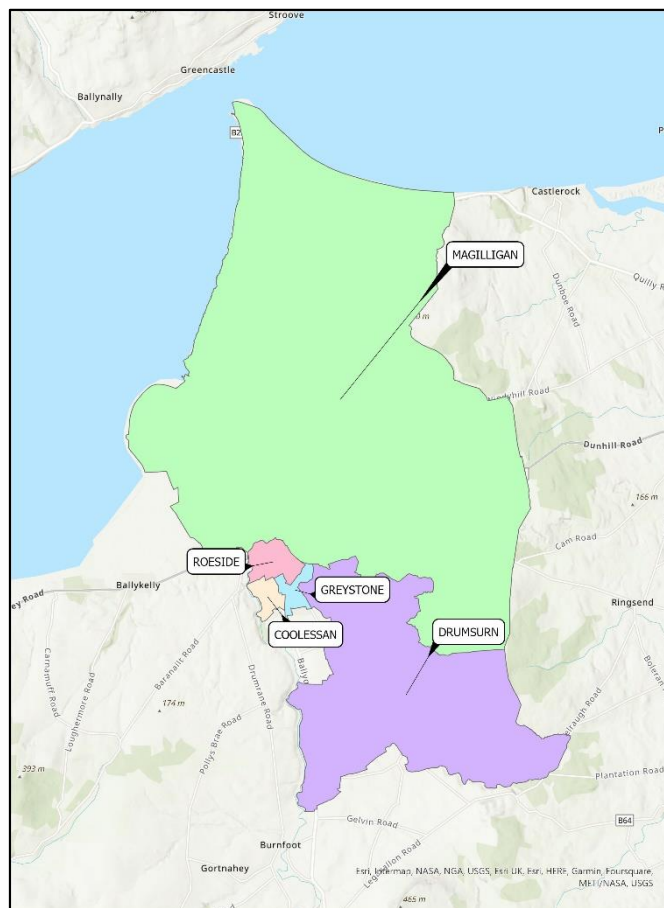 Stroove
Greencastle
Ballynally
B2
Castlerock
MAGILLIGAN
Quilly R
Dunboe Road
Dunhill Road
166 m
Cam Road
ROESIDE
Ballykelly
GREYSTONE
ey Road
Ringsend
COOLESSAN
DRUMSURN
Baranailt Road
Carnamuff Road
Loughermore Road
Drumrane Road
174 m
Pollys Brae Road
393 m
Plantation Road
B64
Gelvin Road
Burnfoot
Gortnahey
Esri, Intermap, NASA, NGA, USGS, Esri UK, Esri, HERE, Garmin, Foursquare,
METI/NASA, USGS
465 m